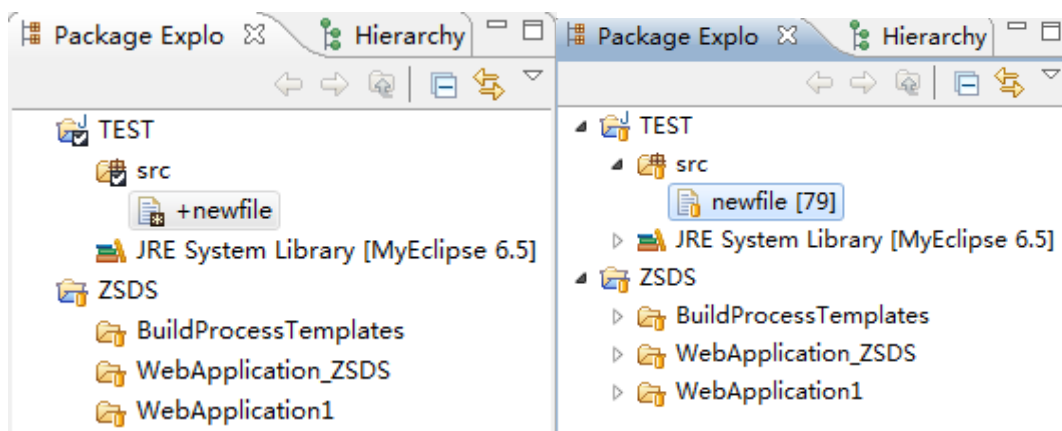 Package Explo Hierarchy
TEST
src
+newfile
JRE System Library [MyEclipse 6.5]
ZSDS
BuildProcessTemplates
WebApplication_ZSDS
WebApplication1
Package Explo Hierarchy
TEST
src
newfile [79]
JRE System Library [MyEclipse 6.5]
ZSDS
BuildProcessTemplates
WebApplication_ZSDS
WebApplication1